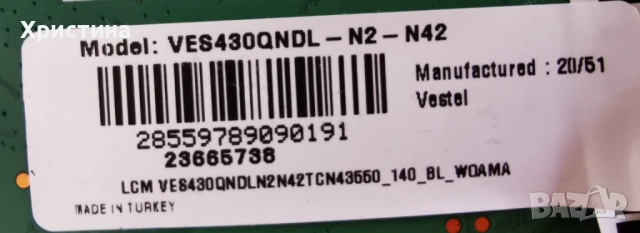 Христина
Model: VES430QNDL-N2-N42
Manufactured : 20/51
Vestel
28559789090191
23665738
LCM VES430QNDLN2N42TCN43550_140_BL_WOAMA
MADE IN TURKEY
bazar